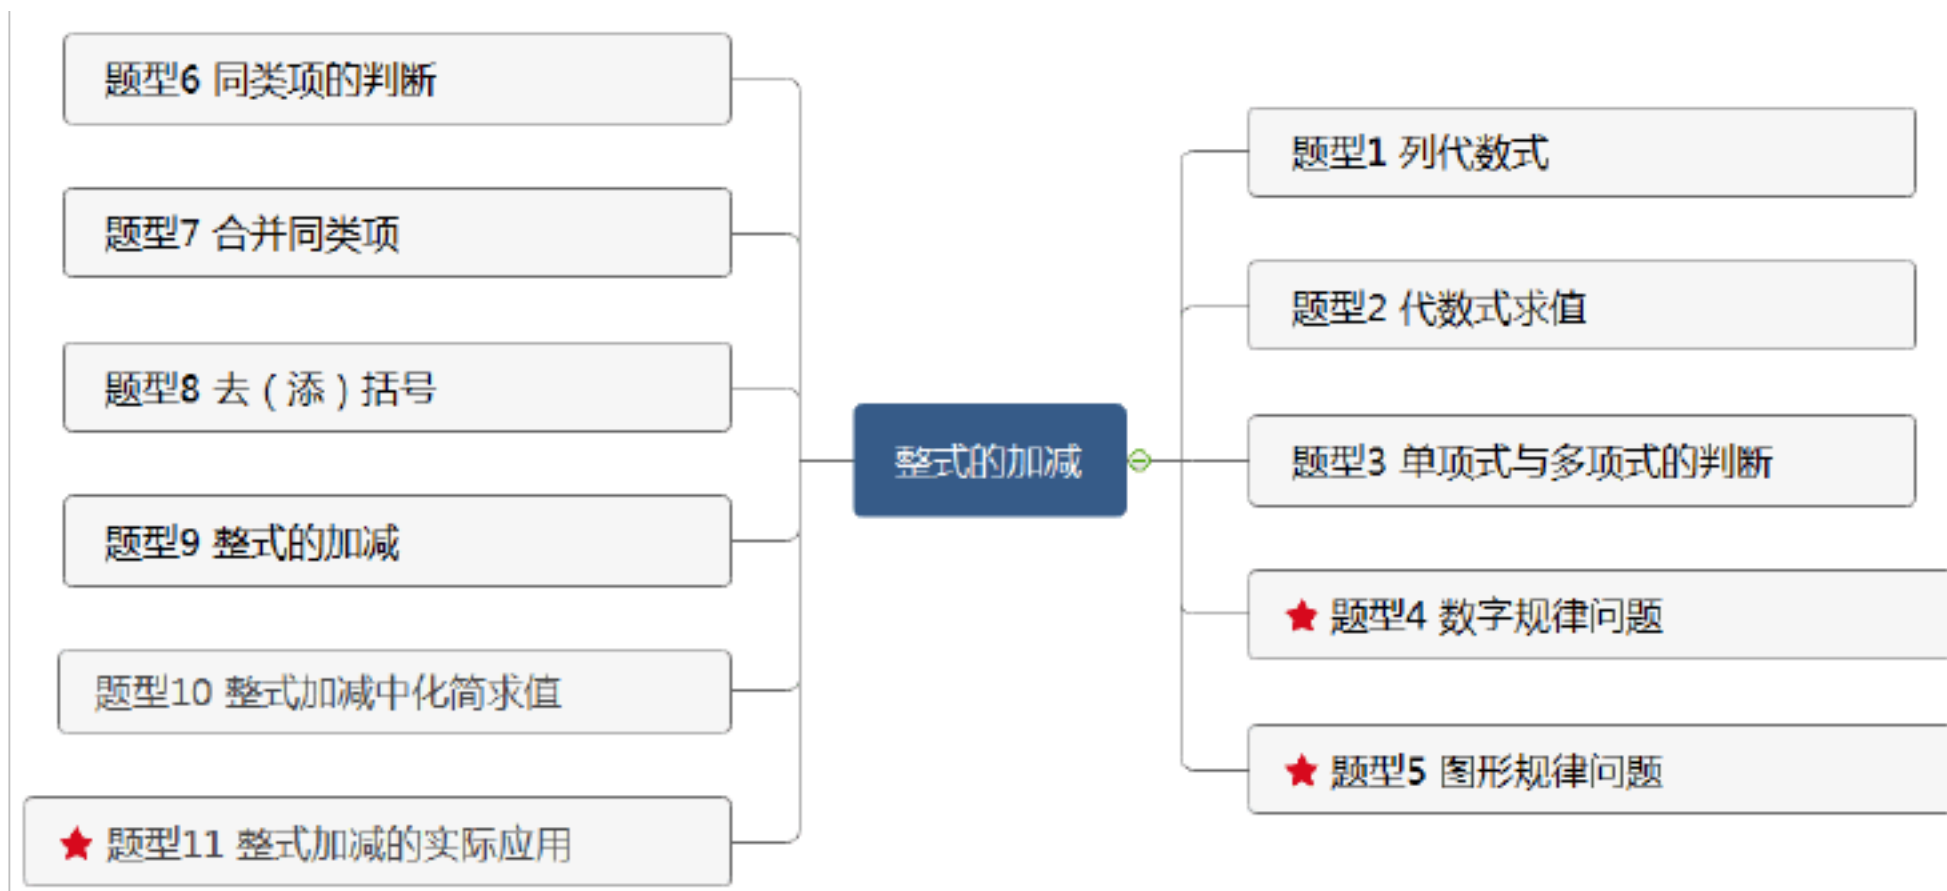 题型6 同类项的判断
题型7 合并同类项
题型8 去（添）括号
题型9 整式的加减
题型10 整式加减中化简求值
题型11 整式加减的实际应用
整式的加减
题型1 列代数式
题型2 代数式求值
题型3 单项式与多项式的判断
题型4 数字规律问题
题型5 图形规律问题